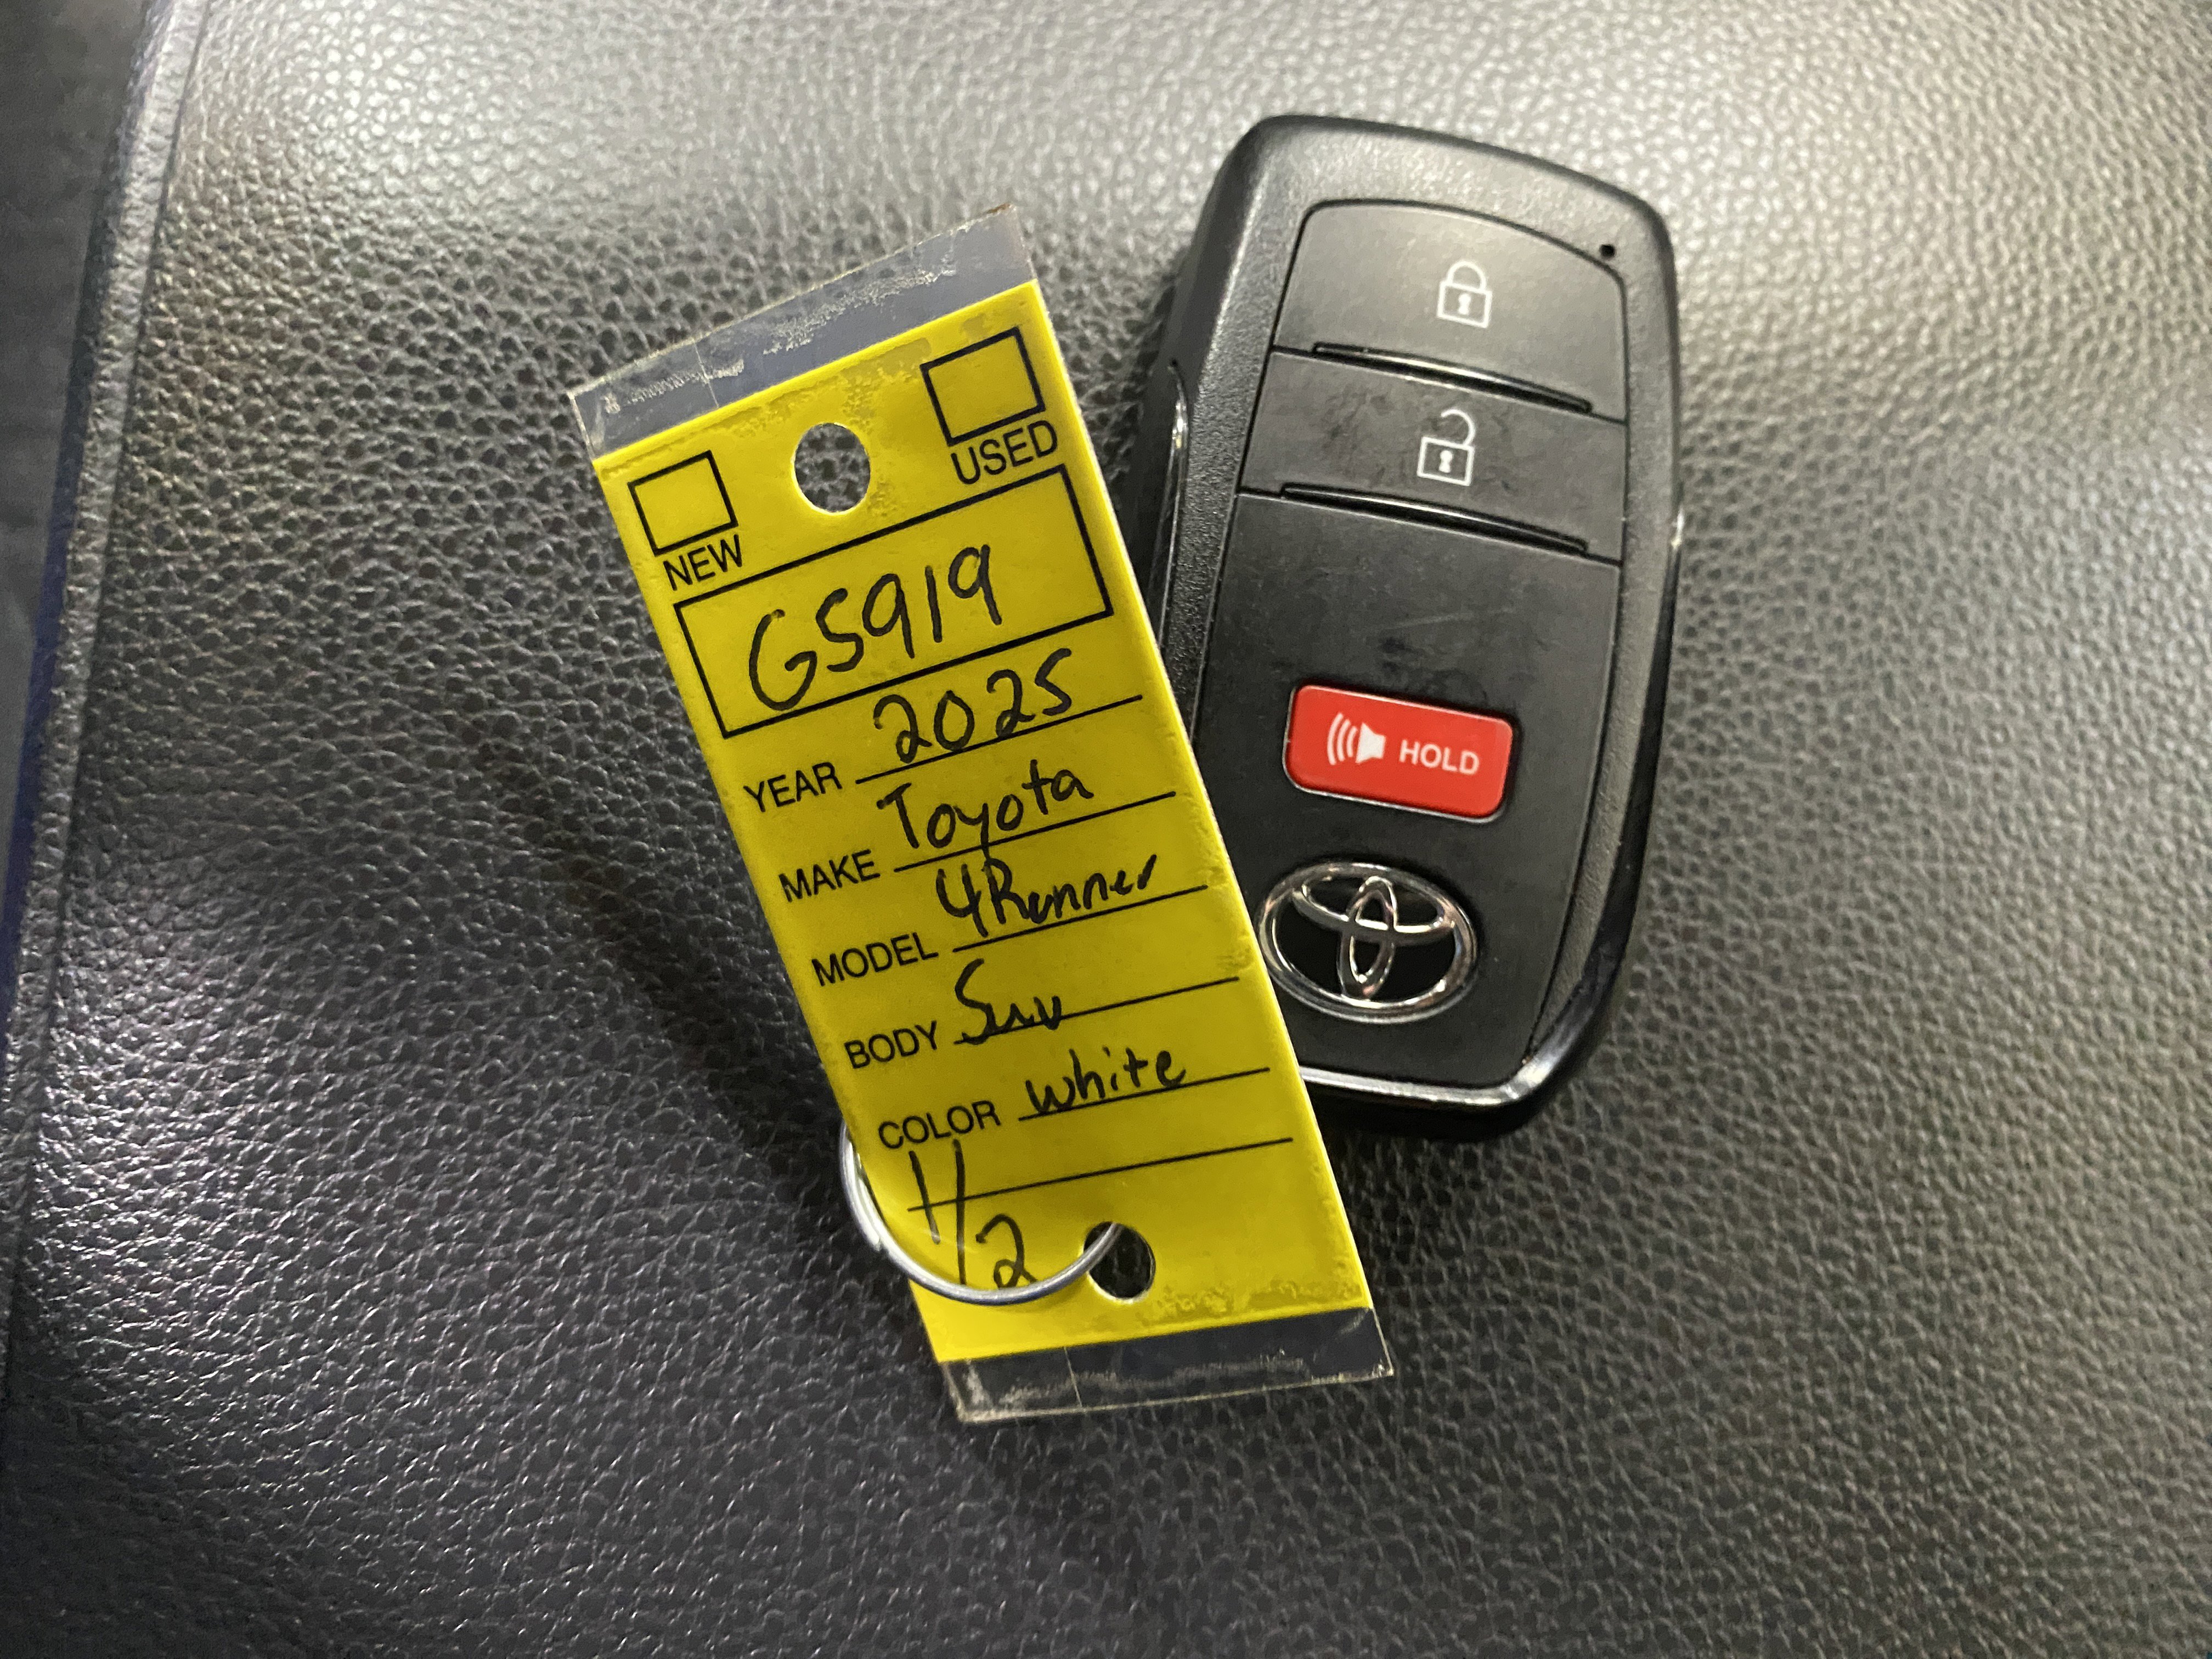 NEW USED
GS919
YEAR 2025
MAKE Toyota
MODEL 4Runner
BODY Suv
COLOR white
1/2
HOLD